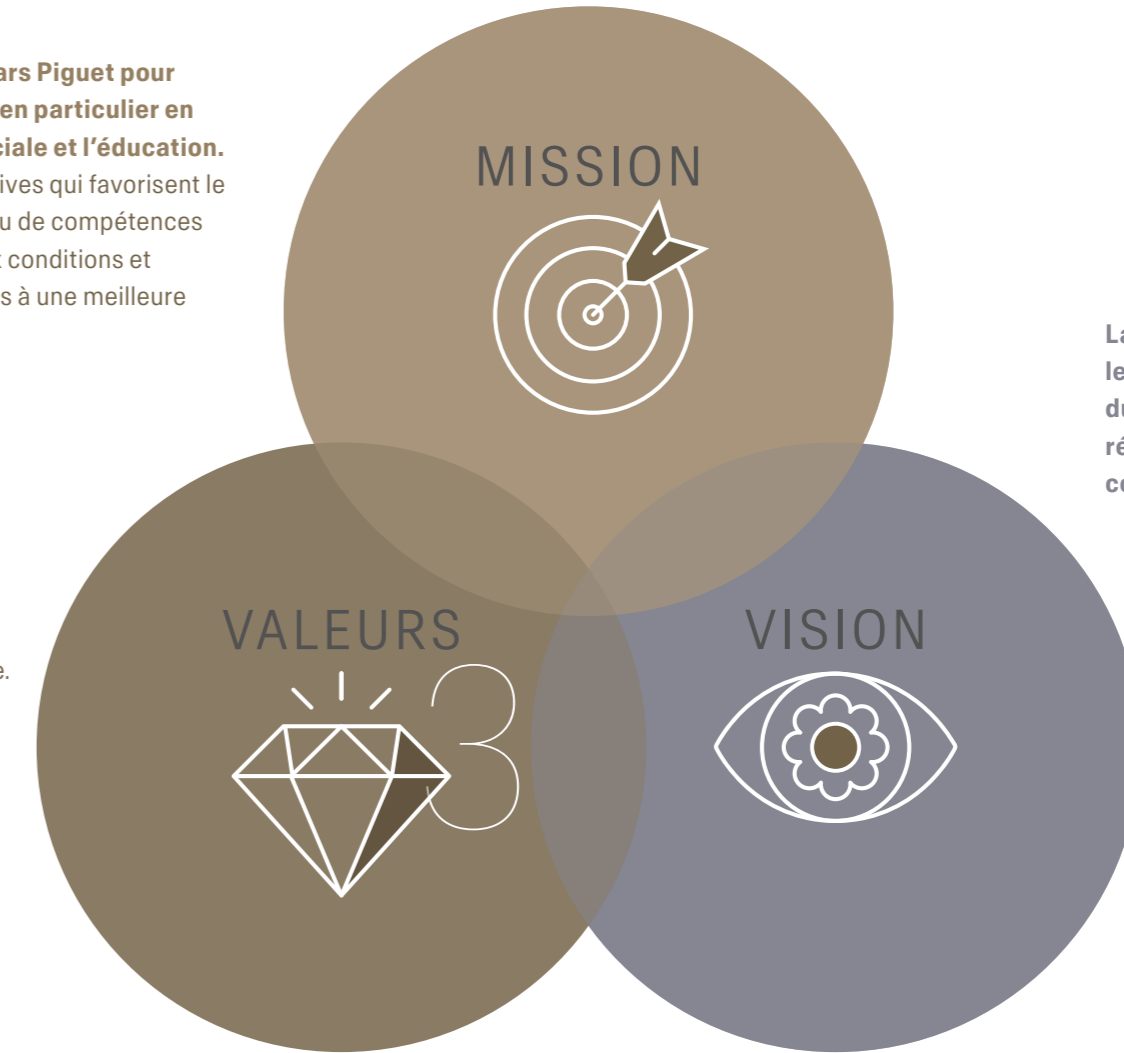 ars Piguet pour
en particulier en
ciale et l'éducation.
ives qui favorisent le
u de compétences
conditions et
s à une meilleure
MISSION
La
le
du
ré
VALEURS
VISION
e.
3